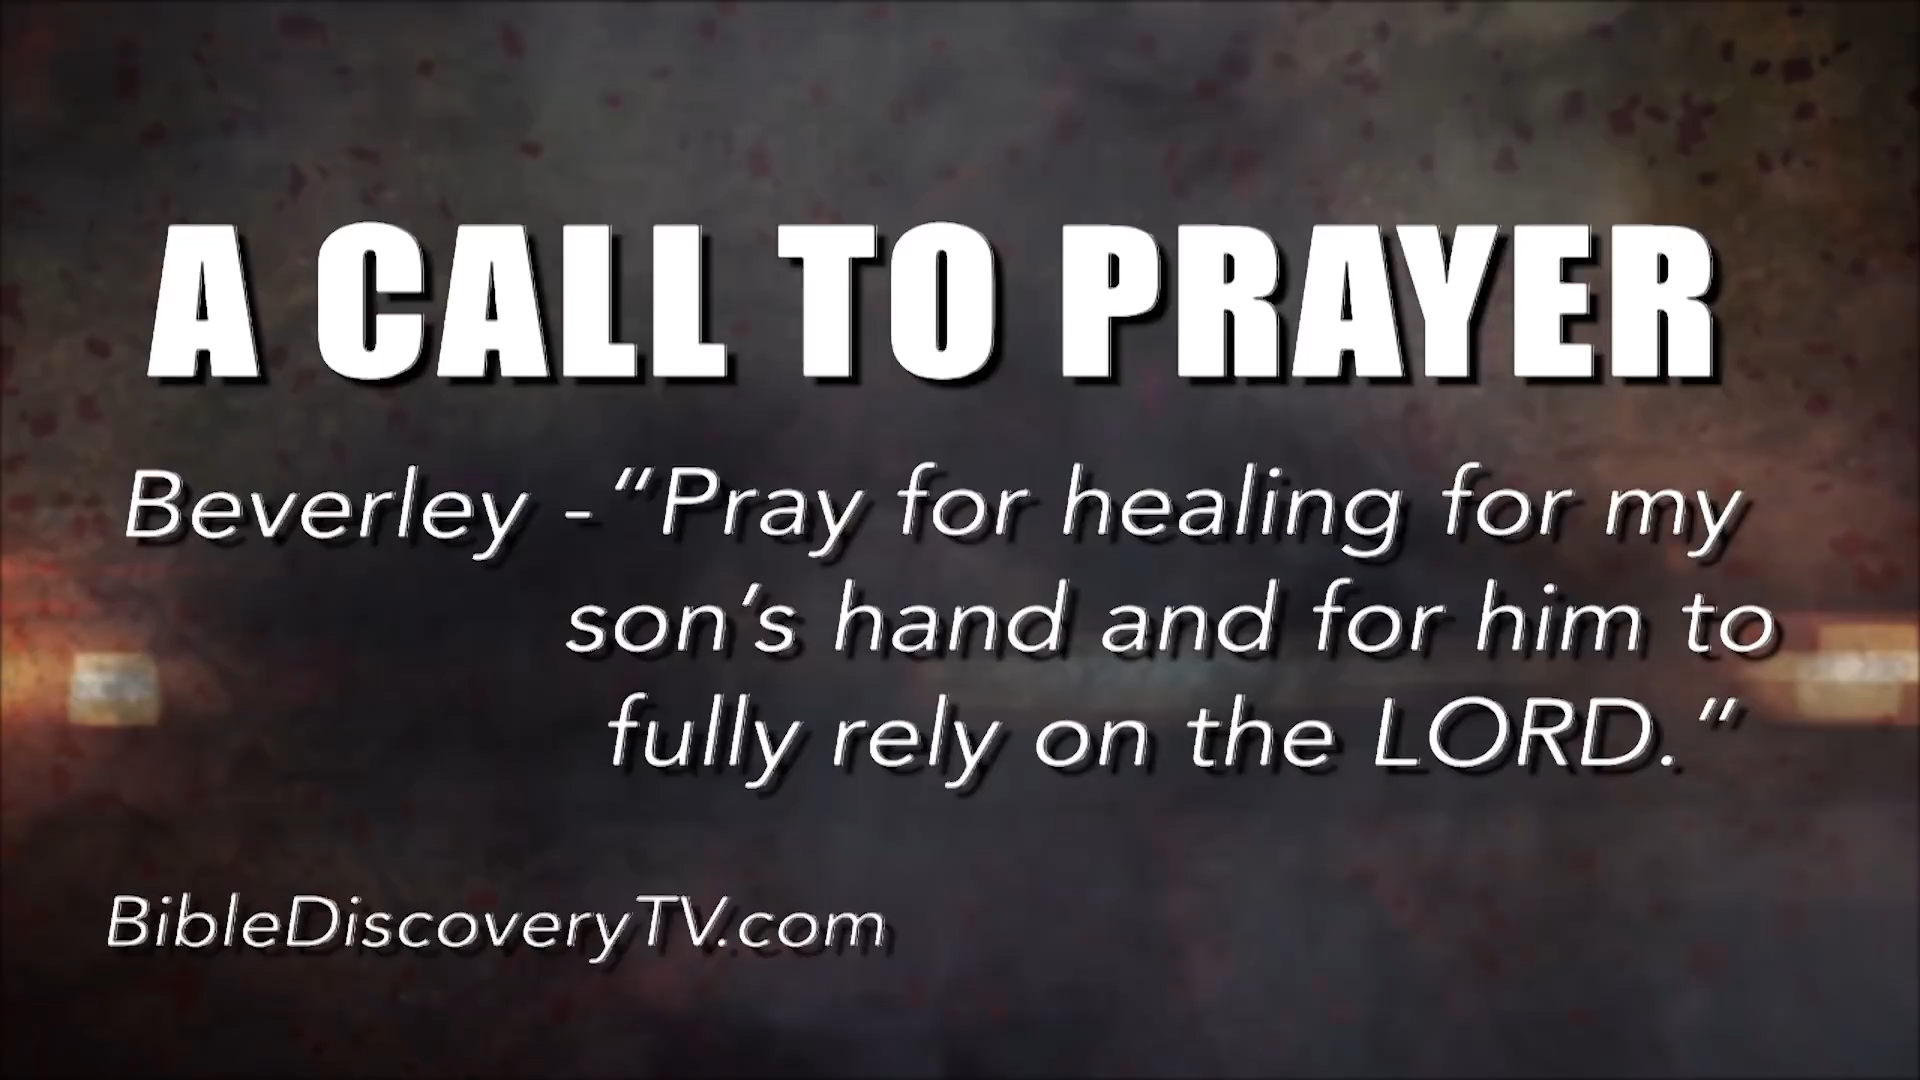 A CALL TO PRAYER
Beverley -“Pray for healing for my
son’s hand and for him to
fully rely on the LORD.”
BibleDiscoveryTV.com